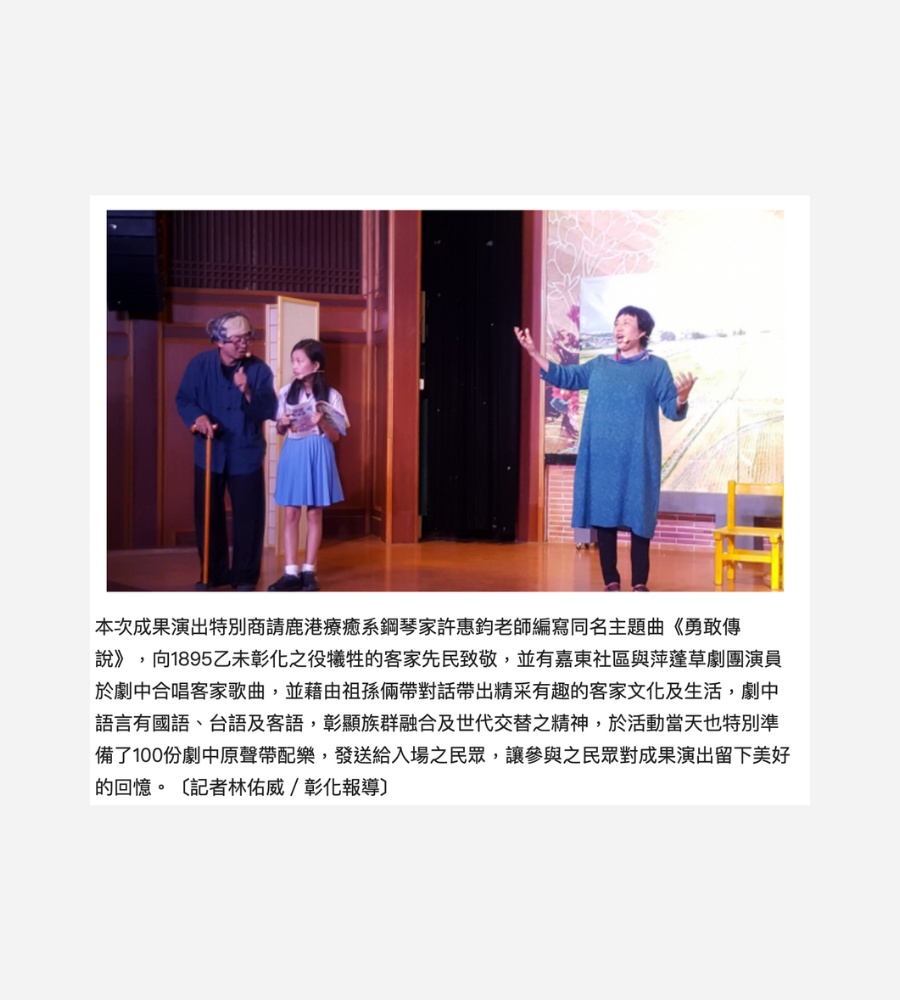 本次成果演出特別商請鹿港療癒系鋼琴家許惠鈞老師編寫同名主題曲《勇敢傳
說》，向1895乙未彰化之役犧牲的客家先民致敬，並有嘉東社區與萍蓬草劇團演員
於劇中合唱客家歌曲，並藉由祖孫倆帶對話帶出精采有趣的客家文化及生活，劇中
語言有國語、台語及客語，彰顯族群融合及世代交替之精神，於活動當天也特別準
備了100份劇中原聲帶配樂，發送給入場之民眾，讓參與之民眾對成果演出留下美好
的回憶。〔記者林佑威 / 彰化報導〕